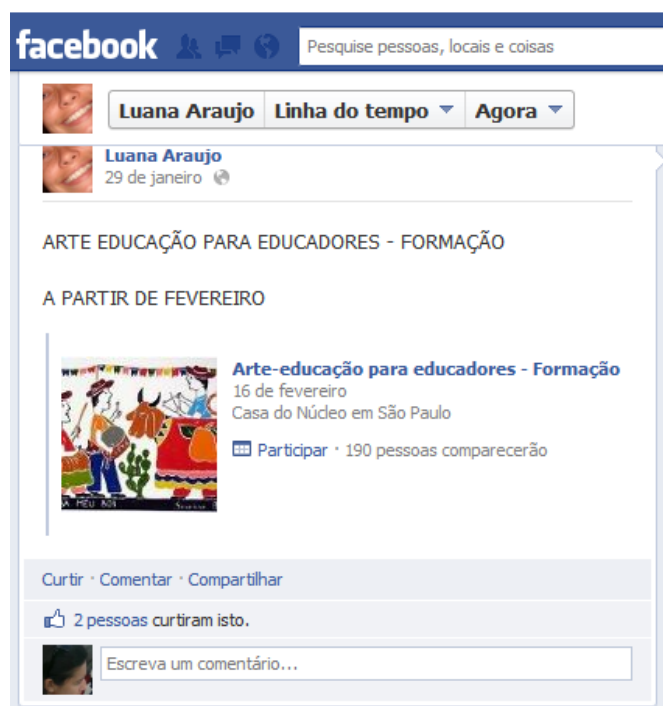 facebook Pesquise pessoas, locais e coisas
Luana Araujo Linha do tempo Agora
Luana Araujo
29 de janeiro
ARTE EDUCAÇÃO PARA EDUCADORES - FORMAÇÃO
A PARTIR DE FEVEREIRO
Arte-educação para educadores - Formação
16 de fevereiro
Casa do Núcleo em São Paulo
Participar · 190 pessoas comparecerão
A MEU BOI
Curtir · Comentar · Compartilhar
2 pessoas curtiram isto.
Escreva um comentário...